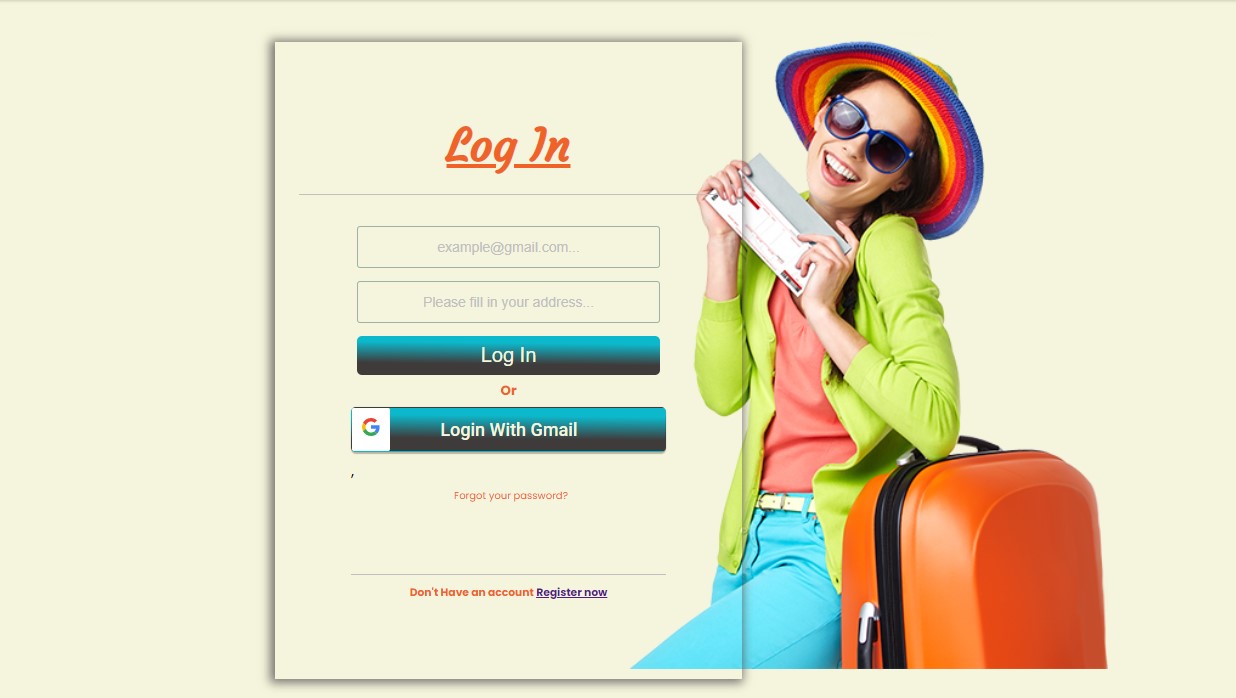 Log In
example@gmail.com...
Please fill in your address...
Log In
Or
Login With Gmail
,
Forgot your password?
Don't Have an account Register now